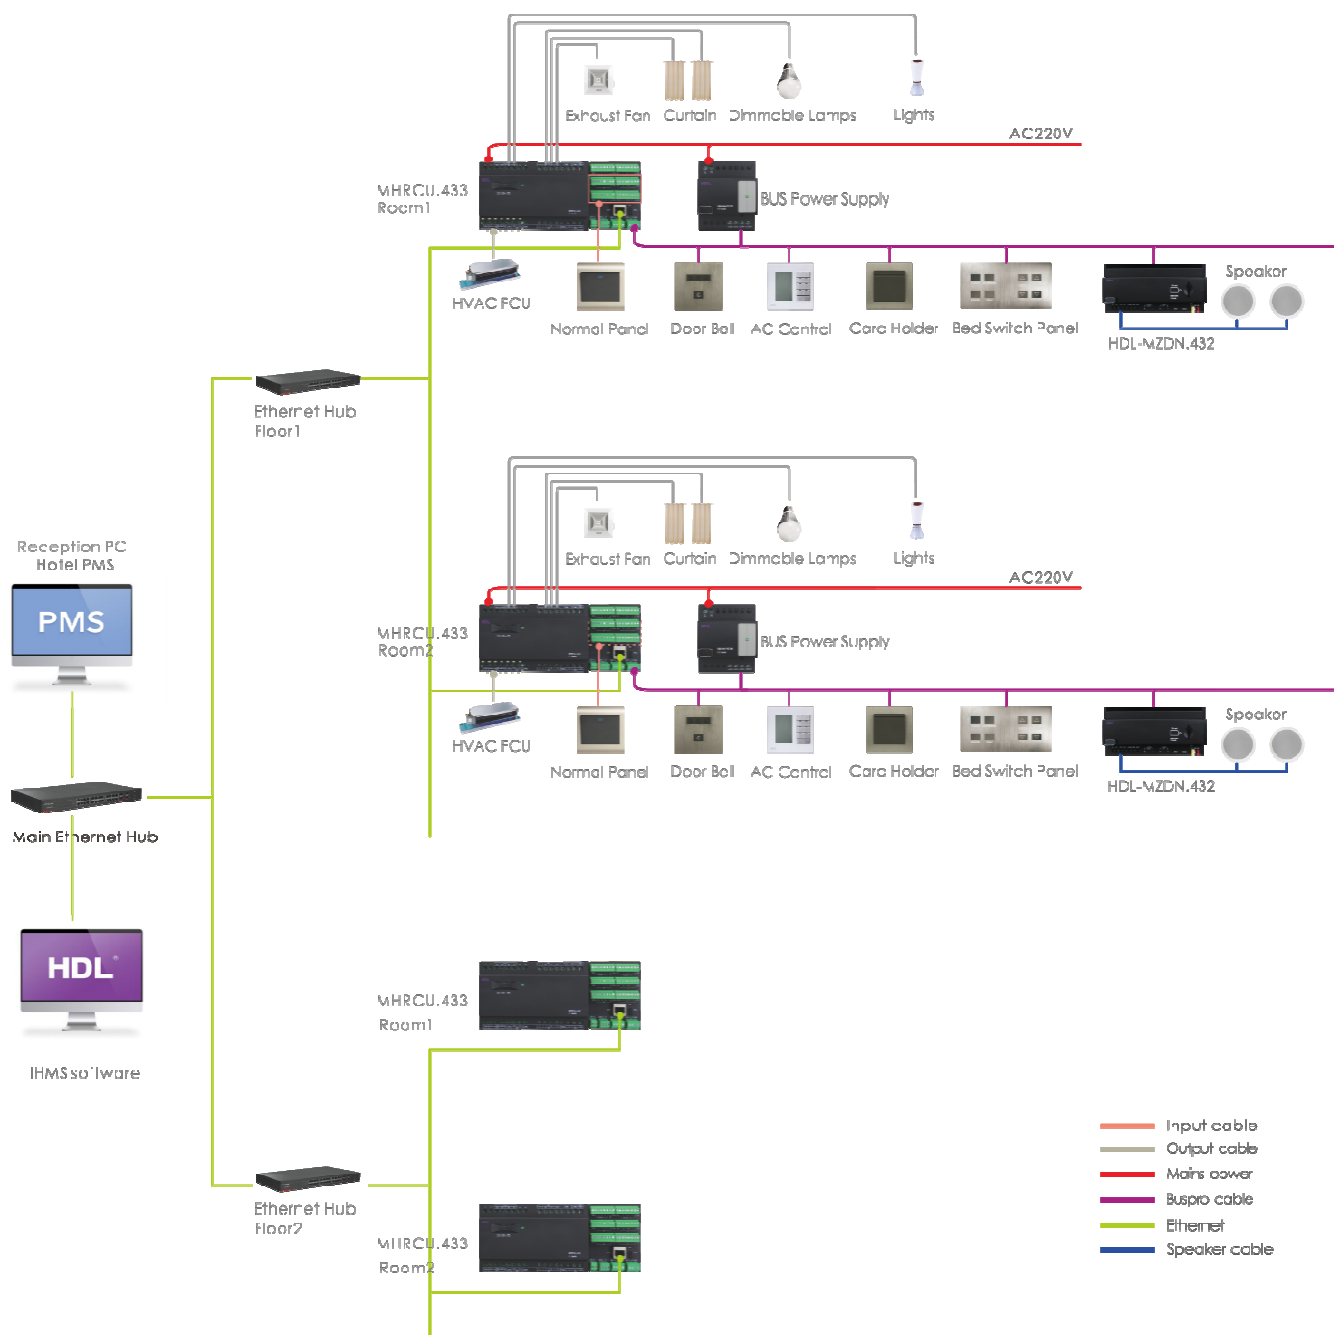 Exhaust Fan
Curtain
Dimmable Lamps
Lights
AC220V
MHRCU.433
Room1
BUS Power Supply
HVAC FCU
Normal Panel
Door Bell
AC Control
Card Holder
Bed Switch Panel
Speaker
HDL-MZDN.432
Ethernet Hub
Floor1
Exhaust Fan
Curtain
Dimmable Lamps
Lights
AC220V
MHRCU.433
Room2
BUS Power Supply
HVAC FCU
Normal Panel
Door Bell
AC Control
Card Holder
Bed Switch Panel
Speaker
HDL-MZDN.432
Reception PC
Hotel PMS
PMS
Main Ethernet Hub
HDL
IHMS software
MHRCU.433
Room1
Ethernet Hub
Floor2
MHRCU.433
Room2
Input cable
Output cable
Mains power
Buspro cable
Ethernet
Speaker cable